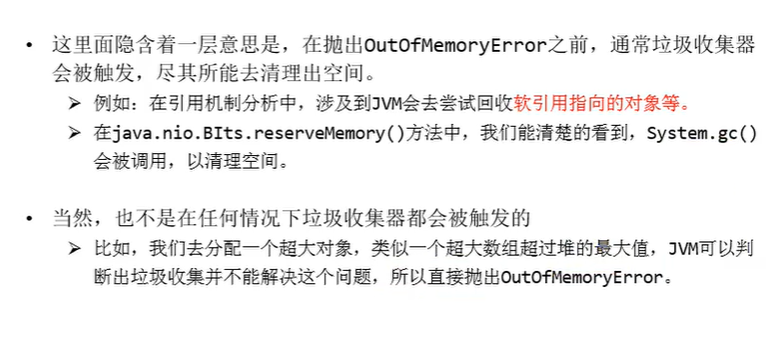 • 这里面隐含着一层意思是，在抛出OutOfMemoryError之前，通常垃圾收集器
会被触发，尽其所能去清理出空间。
➢ 例如：在引用机制分析中，涉及到JVM会去尝试回收软引用指向的对象等。
➢ 在java.nio.BIts.reserveMemory()方法中，我们能清楚的看到，System.gc()
会被调用，以清理空间。
• 当然，也不是在任何情况下垃圾收集器都会被触发的
➢ 比如，我们去分配一个超大对象，类似一个超大数组超过堆的最大值，JVM可以判
断出垃圾收集并不能解决这个问题，所以直接抛出OutOfMemoryError。